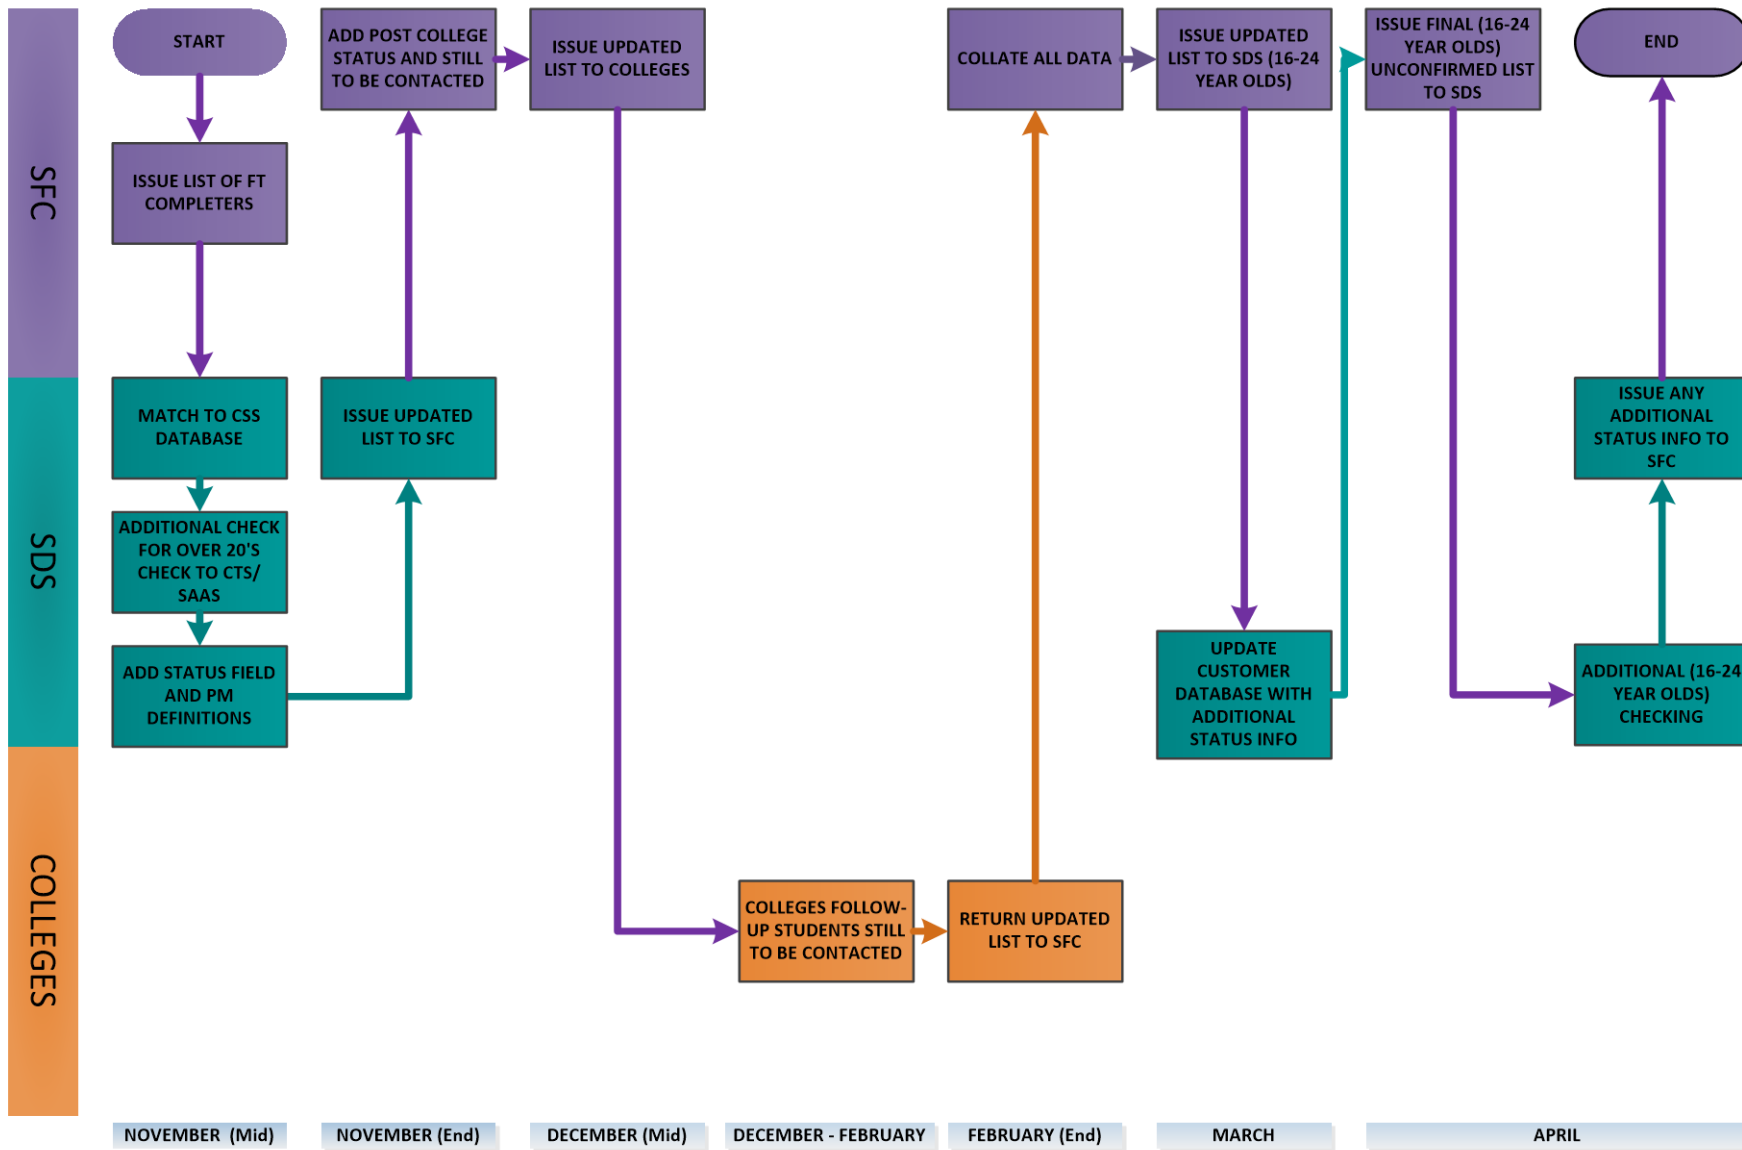 SFC
SDS
COLLEGES
START
ISSUE LIST OF FT
COMPLETERS
MATCH TO CSS
DATABASE
ADDITIONAL CHECK
FOR OVER 20'S
CHECK TO CTS/
SAAS
ADD STATUS FIELD
AND PM
DEFINITIONS
ADD POST COLLEGE
STATUS AND STILL
TO BE CONTACTED
ISSUE UPDATED
LIST TO SFC
ISSUE UPDATED
LIST TO COLLEGES
COLLEGES FOLLOW-
UP STUDENTS STILL
TO BE CONTACTED
COLLATE ALL DATA
RETURN UPDATED
LIST TO SFC
ISSUE UPDATED
LIST TO SDS (16-24
YEAR OLDS)
UPDATE
CUSTOMER
DATABASE WITH
ADDITIONAL
STATUS INFO
ISSUE FINAL (16-24
YEAR OLDS)
UNCONFIRMED LIST
TO SDS
END
ISSUE ANY
ADDITIONAL
STATUS INFO TO
SFC
ADDITIONAL (16-24
YEAR OLDS)
CHECKING
NOVEMBER (Mid)
NOVEMBER (End)
DECEMBER (Mid)
DECEMBER - FEBRUARY
FEBRUARY (End)
MARCH
APRIL